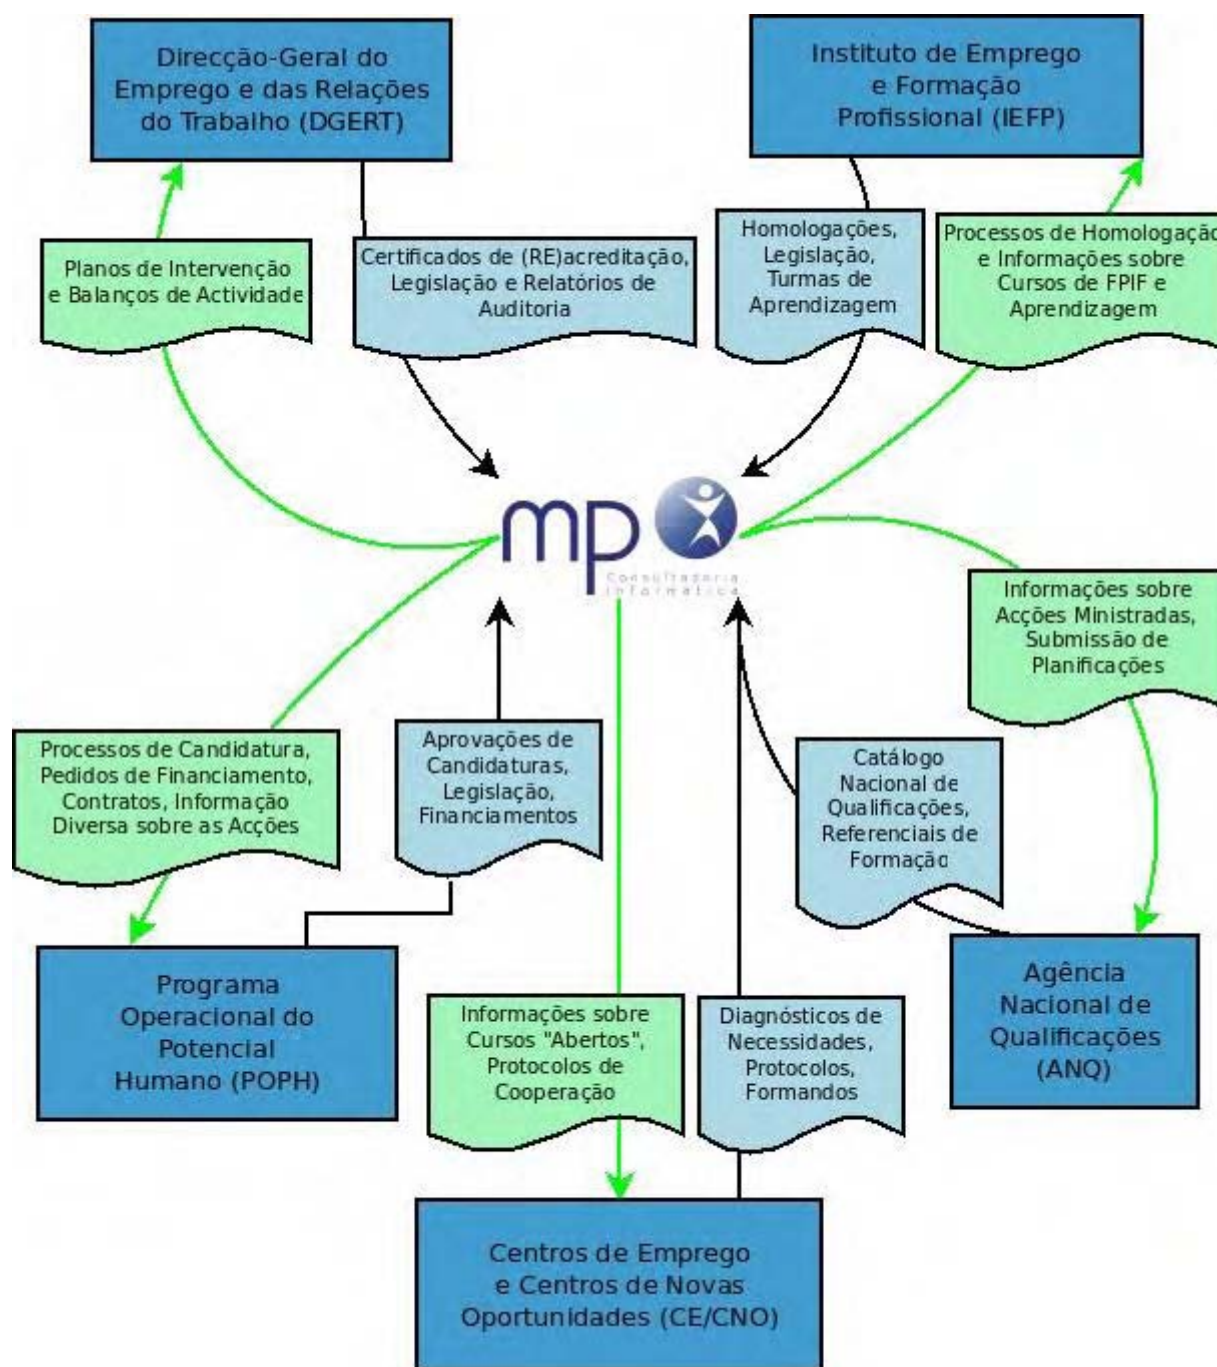 Direcção-Geral do
Emprego e das Relações
do Trabalho (DGERT)
Instituto de Emprego
e Formação
Profissional (IEFP)
Planos de Intervenção
e Balanços de Actividade
Certificados de (RE)acreditação,
Legislação e Relatórios de
Auditoria
Homologações,
Legislação,
Turmas de
Aprendizagem
Processos de Homologação
e Informações sobre
Cursos de FPIF e
Aprendizagem
mp
Consultadoria
Informática
Informações sobre
Acções Ministradas,
Submissão de
Planificações
Processos de Candidatura,
Pedidos de Financiamento,
Contratos, Informação
Diversa sobre as Acções
Aprovações de
Candidaturas,
Legislação,
Financiamentos
Catálogo
Nacional de
Qualificações,
Referenciais de
Formação
Programa
Operacional do
Potencial
Humano (POPH)
Informações sobre
Cursos "Abertos",
Protocolos de
Cooperação
Diagnósticos de
Necessidades,
Protocolos,
Formandos
Agência
Nacional de
Qualificações
(ANQ)
Centros de Emprego
e Centros de Novas
Oportunidades (CE/CNO)